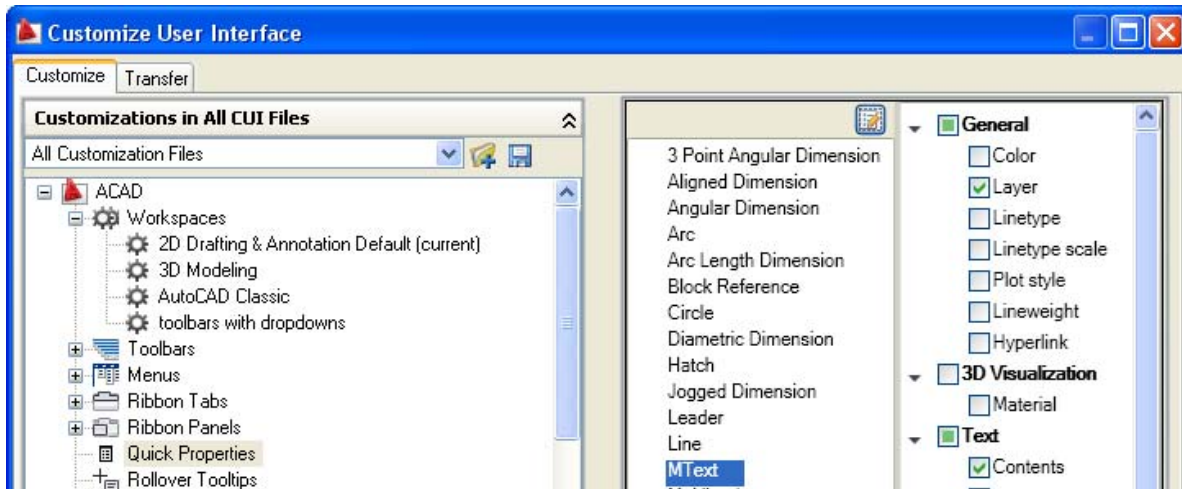 Customize User Interface
Customize Transfer
Customizations in All CUI Files
All Customization Files
ACAD
Workspaces
2D Drafting & Annotation Default (current)
3D Modeling
AutoCAD Classic
toolbars with dropdowns
Toolbars
Menus
Ribbon Tabs
Ribbon Panels
Quick Properties
Rollover Tooltips
3 Point Angular Dimension
Aligned Dimension
Angular Dimension
Arc
Arc Length Dimension
Block Reference
Circle
Diametric Dimension
Hatch
Jogged Dimension
Leader
Line
MText
General
Color
Layer
Linetype
Linetype scale
Plot style
Lineweight
Hyperlink
3D Visualization
Material
Text
Contents